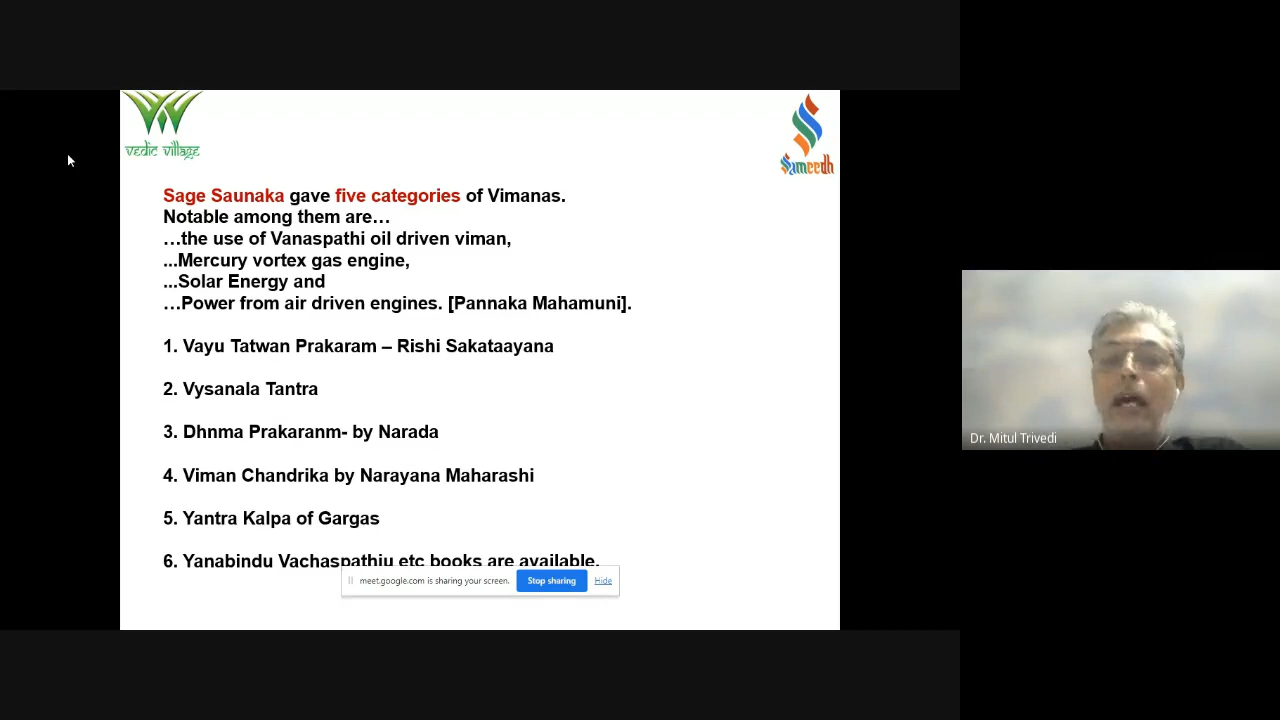 vedic village
Sameedh
Sage Saunaka gave five categories of Vimanas.
Notable among them are…
…the use of Vanaspathi oil driven viman,
...Mercury vortex gas engine,
...Solar Energy and
…Power from air driven engines. [Pannaka Mahamuni].
1. Vayu Tatwan Prakaram – Rishi Sakataayana
2. Vysanala Tantra
3. Dhnma Prakaranm- by Narada
4. Viman Chandrika by Narayana Maharashi
5. Yantra Kalpa of Gargas
6. Yanabindu Vachaspathiu etc books are available.
meet.google.com is sharing your screen. Stop sharing Hide
Dr. Mitul Trivedi